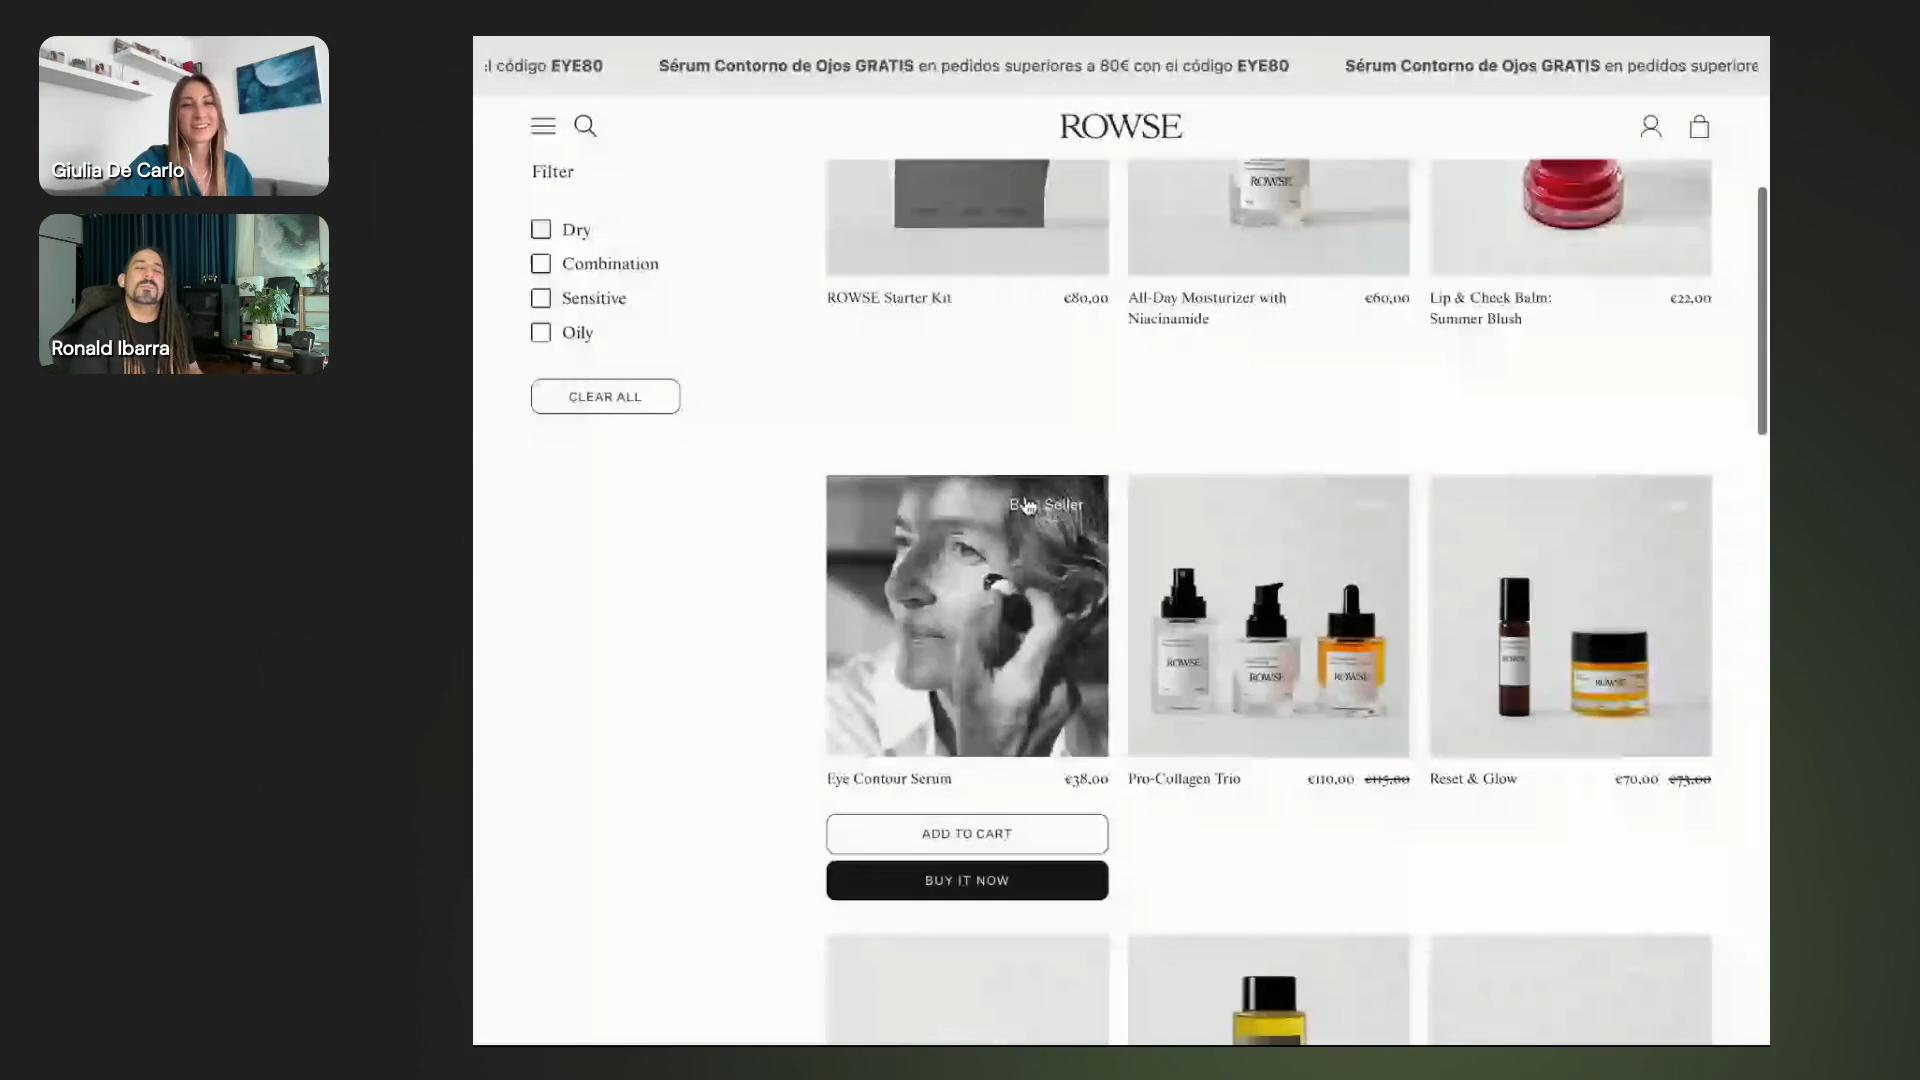 Giulia De Carlo
Ronald Ibarra
el código EYE80 Sérum Contorno de Ojos GRATIS en pedidos superiores a 80€ con el código EYE80 Sérum Contorno de Ojos GRATIS en pedidos superiore
ROWSE
Filter
Dry
Combination
Sensitive
Oily
CLEAR ALL
ROWSE
ROWSE Starter Kit €80,00
All-Day Moisturizer with Niacinamide €60,00
Lip & Cheek Balm: Summer Blush €22,00
Best Seller
ROWSE
ROWSE
ROWSE
ROWSE
Eye Contour Serum €38,00
Pro-Collagen Trio €110,00 €115,00
Reset & Glow €70,00 €73,00
ADD TO CART
BUY IT NOW